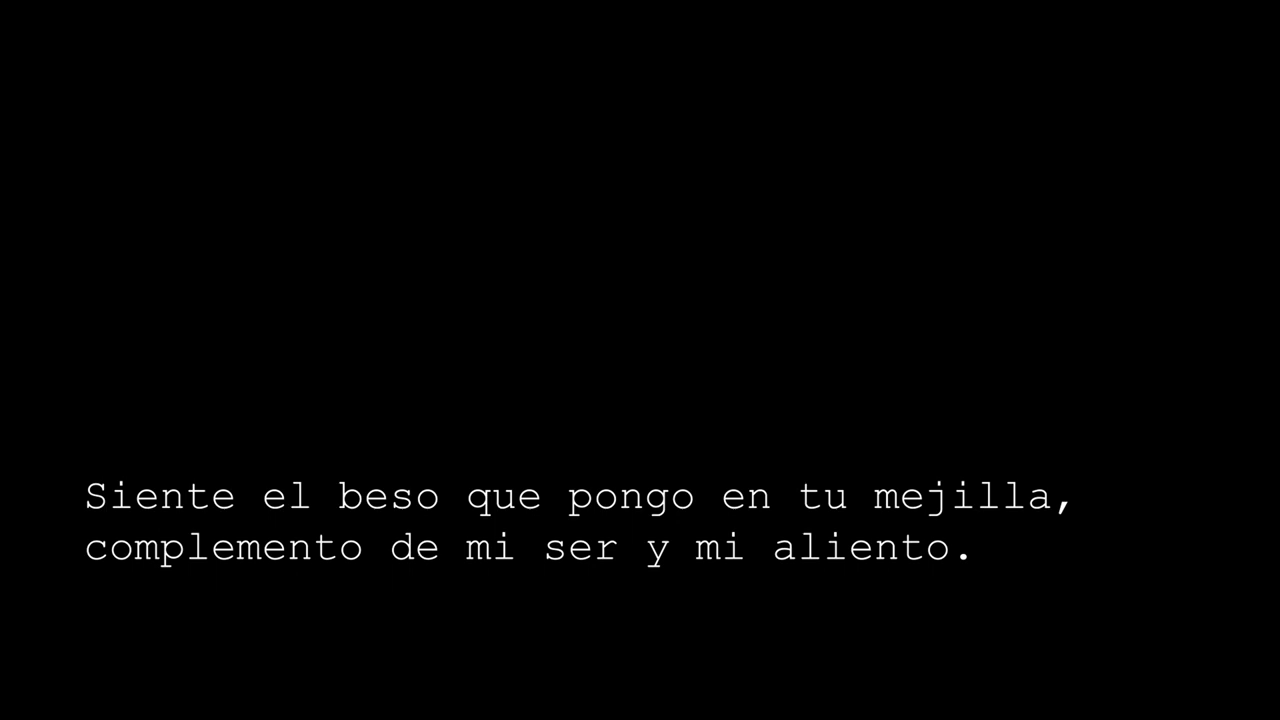 Siente el beso que pongo en tu mejilla,
complemento de mi ser y mi aliento.